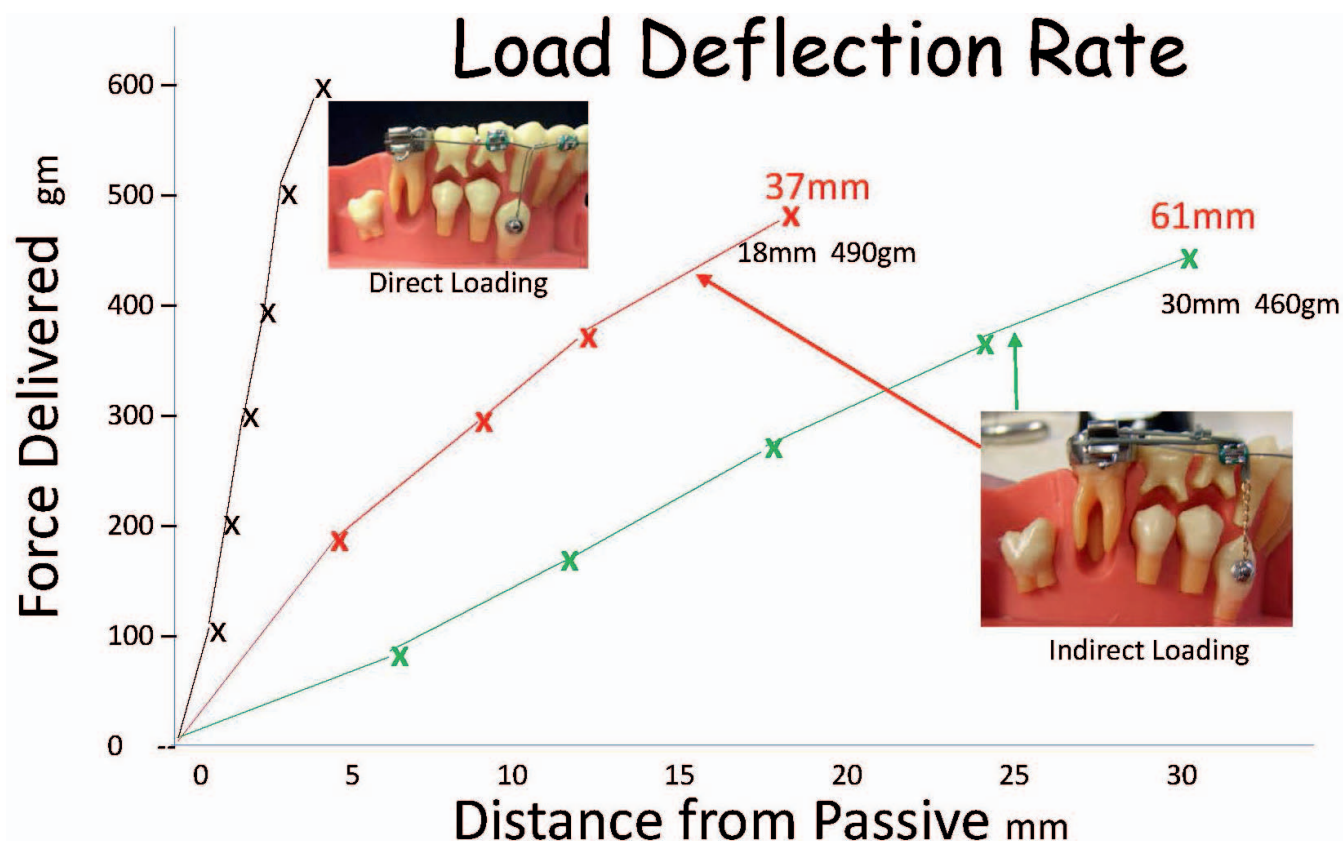 Load Deflection Rate
Force Delivered gm
600
500
400
300
200
100
0
Direct Loading
37mm
18mm 490gm
61mm
30mm 460gm
Indirect Loading
0 5 10 15 20 25 30
Distance from Passive mm